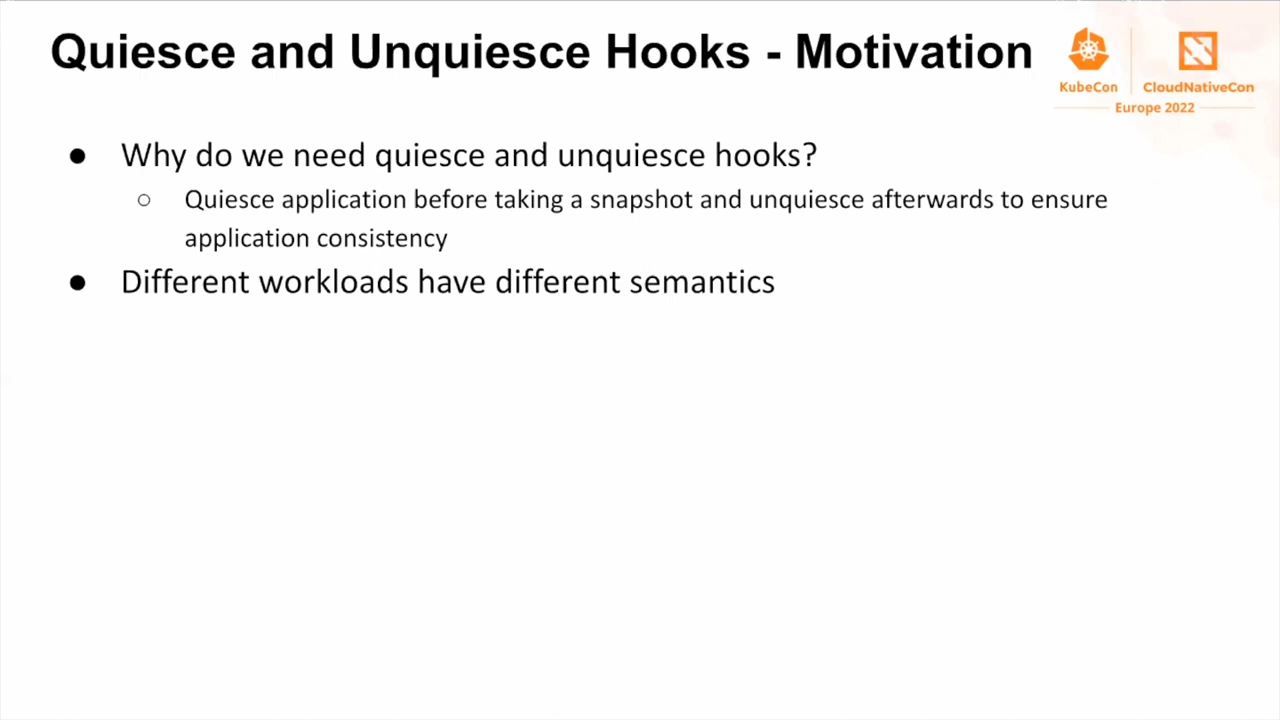 Quiesce and Unquiesce Hooks - Motivation
KubeCon
CloudNativeCon
Europe 2022
● Why do we need quiesce and unquiesce hooks?
○ Quiesce application before taking a snapshot and unquiesce afterwards to ensure
application consistency
● Different workloads have different semantics